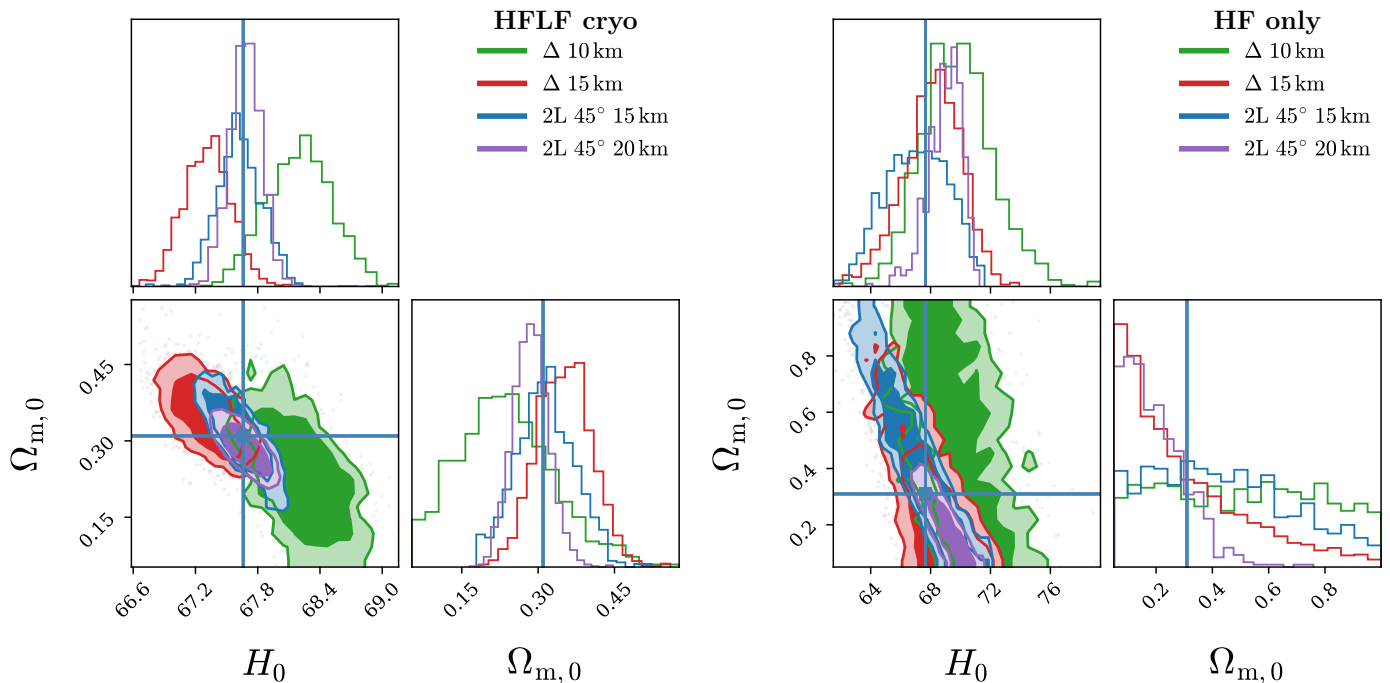 HFLF cryo
Δ 10 km
Δ 15 km
2L 45° 15 km
2L 45° 20 km
Ωm, 0
0.45
0.30
0.15
66.6 67.2 67.8 68.4 69.0
H0
0.15 0.30 0.45
Ωm, 0
HF only
Δ 10 km
Δ 15 km
2L 45° 15 km
2L 45° 20 km
Ωm, 0
0.8
0.6
0.4
0.2
64 68 72 76
H0
0.2 0.4 0.6 0.8
Ωm, 0